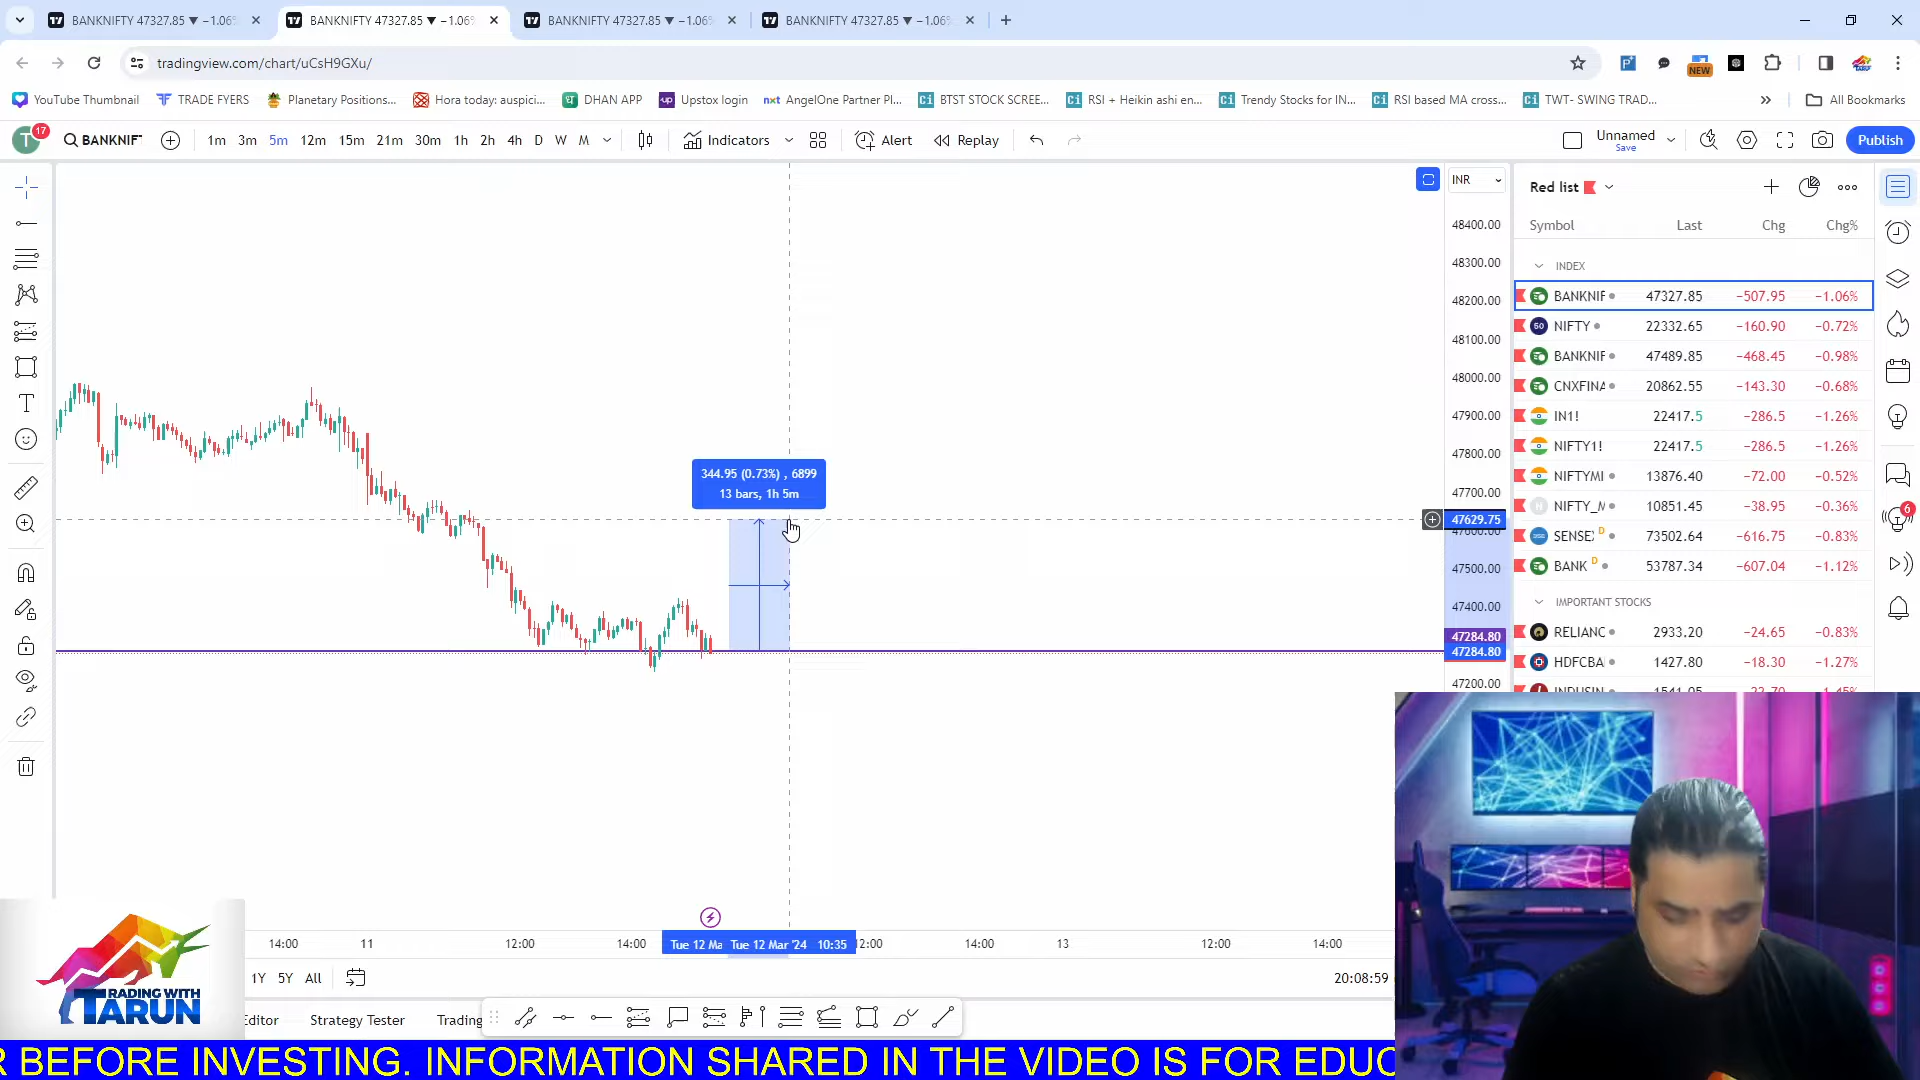 BANKNIFTY 47327.85 ▼ −1.06%
BANKNIFTY 47327.85 ▼ −1.06%
BANKNIFTY 47327.85 ▼ −1.06%
BANKNIFTY 47327.85 ▼ −1.06%
tradingview.com/chart/uCsH9GXu/
NEW
YouTube Thumbnail
TRADE FYERS
Planetary Positions...
Hora today: auspici...
DHAN APP
Upstox login
AngelOne Partner Pl...
BTST STOCK SCREE...
RSI + Heikin ashi en...
Trendy Stocks for IN...
RSI based MA cross...
TWT- SWING TRAD...
All Bookmarks
T 17
BANKNIF
1m 3m 5m 12m 15m 21m 30m 1h 2h 4h D W M
Indicators
Alert
Replay
Unnamed
Save
Publish
INR
48400.00
48300.00
48200.00
48100.00
48000.00
47900.00
47800.00
47700.00
47629.75
47600.00
47500.00
47400.00
47284.80
47284.80
47200.00
344.95 (0.73%) , 6899
13 bars, 1h 5m
Red list
Symbol Last Chg Chg%
INDEX
BANKNIF 47327.85 −507.95 −1.06%
NIFTY 22332.65 −160.90 −0.72%
BANKNIF 47489.85 −468.45 −0.98%
CNXFINA 20862.55 −143.30 −0.68%
IN1! 22417.5 −286.5 −1.26%
NIFTY1! 22417.5 −286.5 −1.26%
NIFTYMI 13876.40 −72.00 −0.52%
NIFTY_M 10851.45 −38.95 −0.36%
SENSE D 73502.64 −616.75 −0.83%
BANK D 53787.34 −607.04 −1.12%
IMPORTANT STOCKS
RELIANC 2933.20 −24.65 −0.83%
HDFCBA 1427.80 −18.30 −1.27%
INDUSIN 1541.05 −22.70 −1.45%
6
14:00 11 12:00 14:00 Tue 12 Ma Tue 12 Mar '24 10:35 12:00 14:00 13 12:00 14:00
1Y 5Y All
20:08:59
Editor Strategy Tester Trading
TRADING WITH
TARUN
R BEFORE INVESTING. INFORMATION SHARED IN THE VIDEO IS FOR EDUC